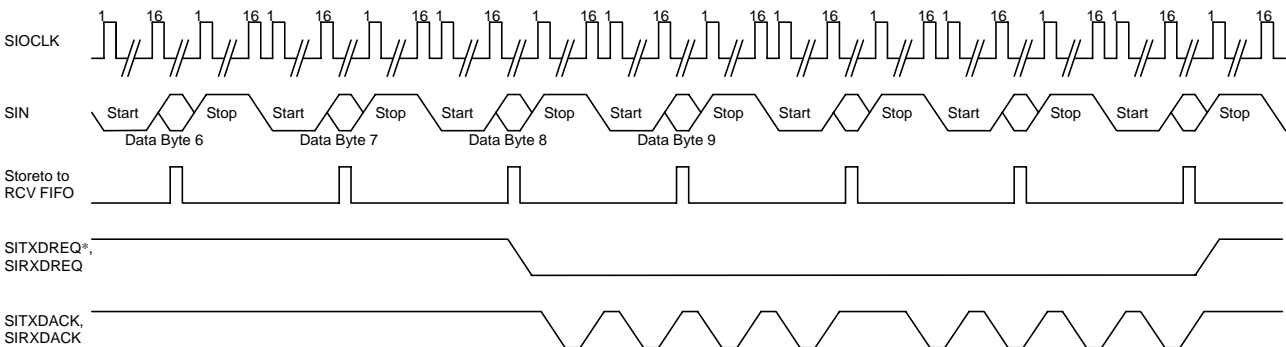 1 16 1 16 1 16 1 16 1 16 1 16 1 16 1 16 1 16 1 16 1 16 1 16 1 16 1 16
SIOCLK
SIN Start Stop Start Stop Start Stop Start Stop Start Stop Start Stop Start Stop
Data Byte 6 Data Byte 7 Data Byte 8 Data Byte 9
Storeto to
RCV FIFO
SITXDREQ*,
SIRXDREQ
SITXDACK,
SIRXDACK